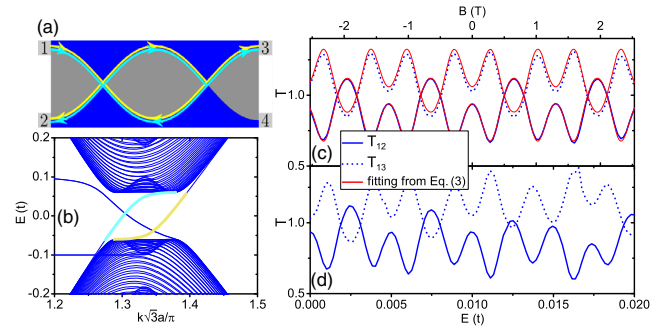 (a)
1
3
2
4
B (T)
-2 -1 0 1 2
0.2
0.1
0.0
-0.1
-0.2
E (t)
(b)
1.2 1.3 1.4 1.5
k√3a/π
T
1.0
0.5
(c)
T12
T13
fitting from Eq. (3)
T
1.0
0.5
(d)
0.000 0.005 0.010 0.015 0.020
E (t)